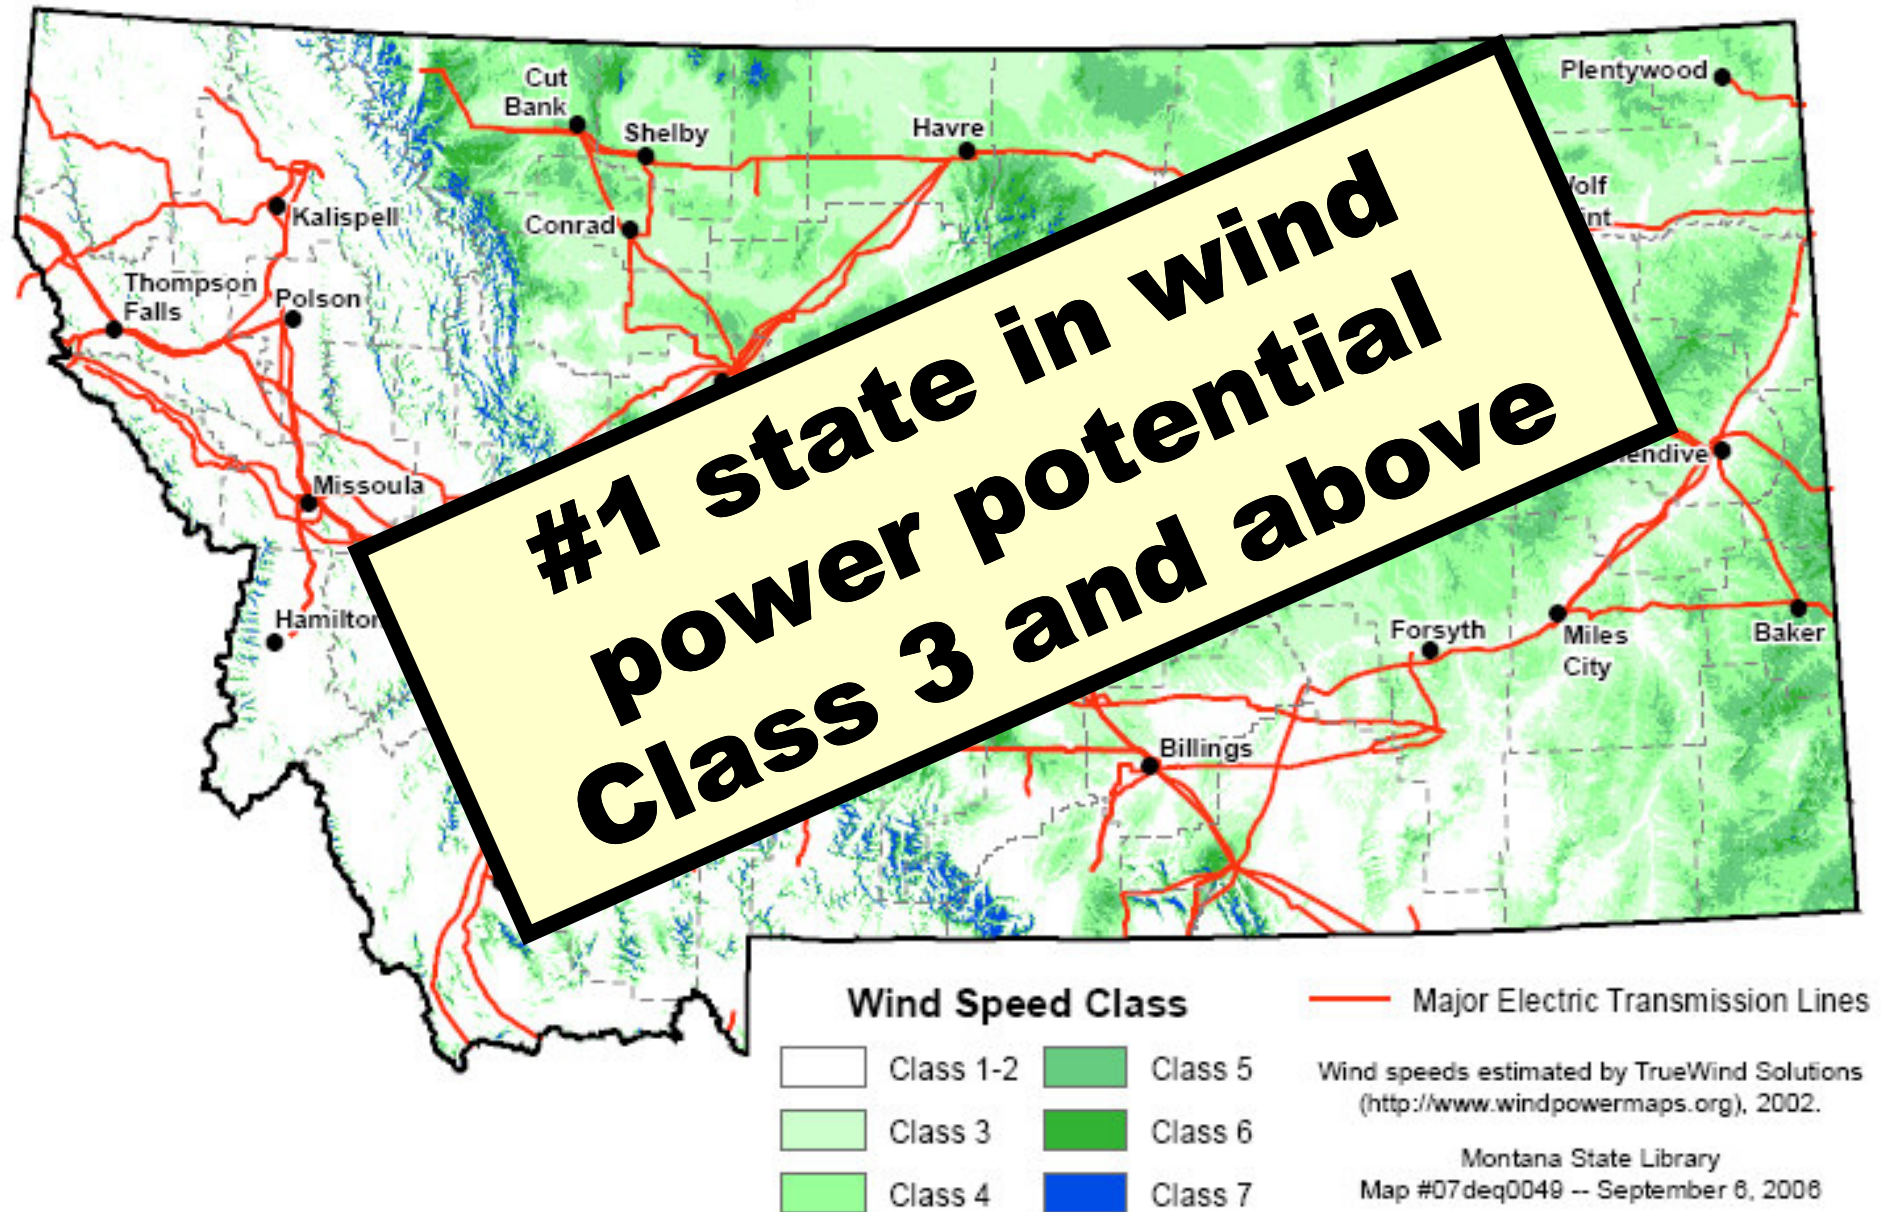 Cut
Bank
Shelby
Havre
Plentywood
Kalispell
Conrad
Thompson
Falls
Polson
Missoula
Hamilton
#1 state in wind
power potential
Class 3 and above
Forsyth
Miles
City
Baker
Billings
Wind Speed Class
Class 1-2
Class 5
Class 3
Class 6
Class 4
Class 7
Major Electric Transmission Lines
Wind speeds estimated by TrueWind Solutions
(http://www.windpowermaps.org), 2002.
Montana State Library
Map #07deq0049 -- September 6, 2006